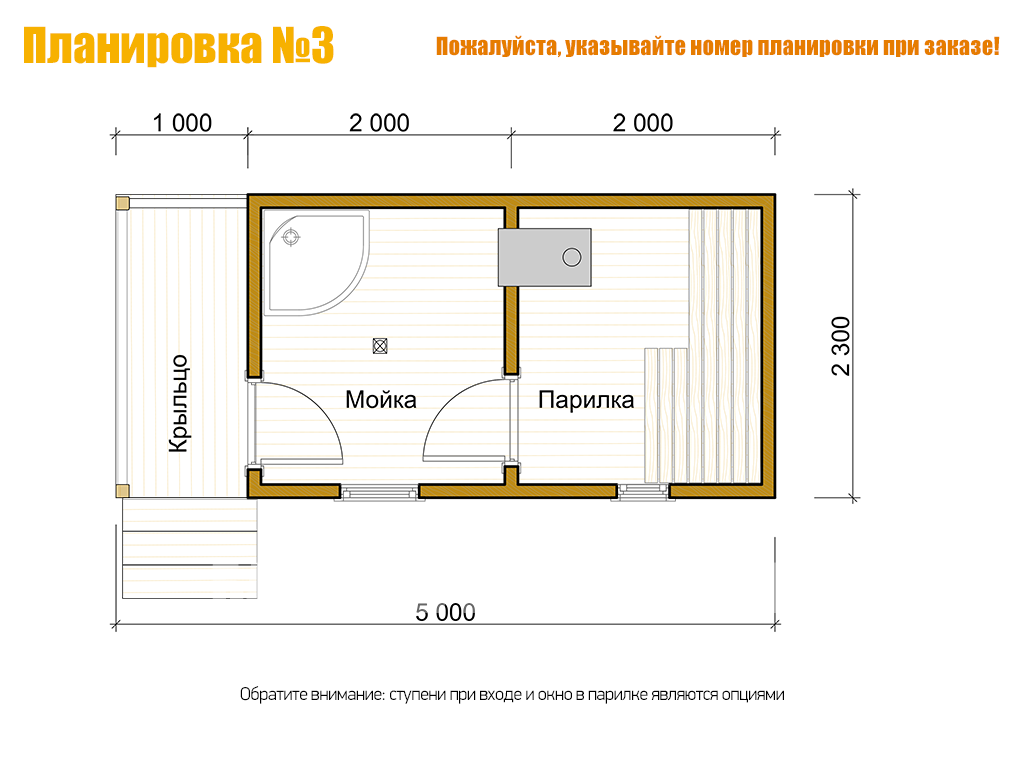 Планировка №3
Пожалуйста, указывайте номер планировки при заказе!
1 000
2 000
2 000
2 300
Крыльцо
Мойка
Парилка
5 000
Обратите внимание: ступени при входе и окно в парилке являются опциями